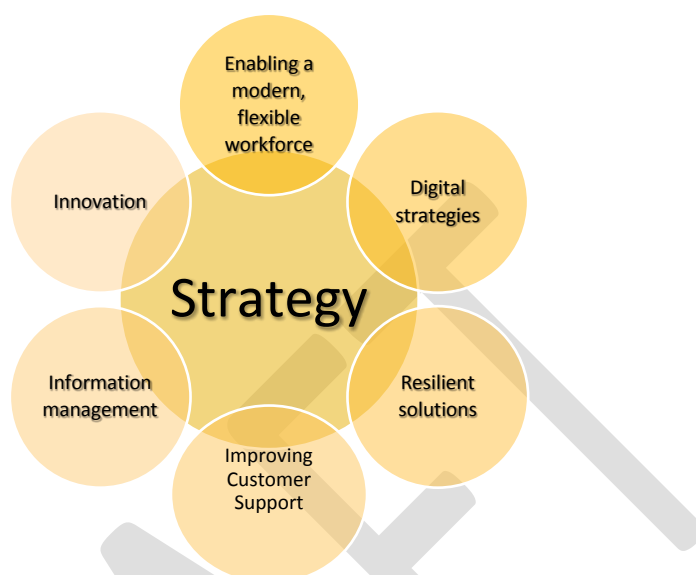 Enabling a
modern,
flexible
workforce
Digital
strategies
Resilient
solutions
Improving
Customer
Support
Information
management
Innovation
Strategy